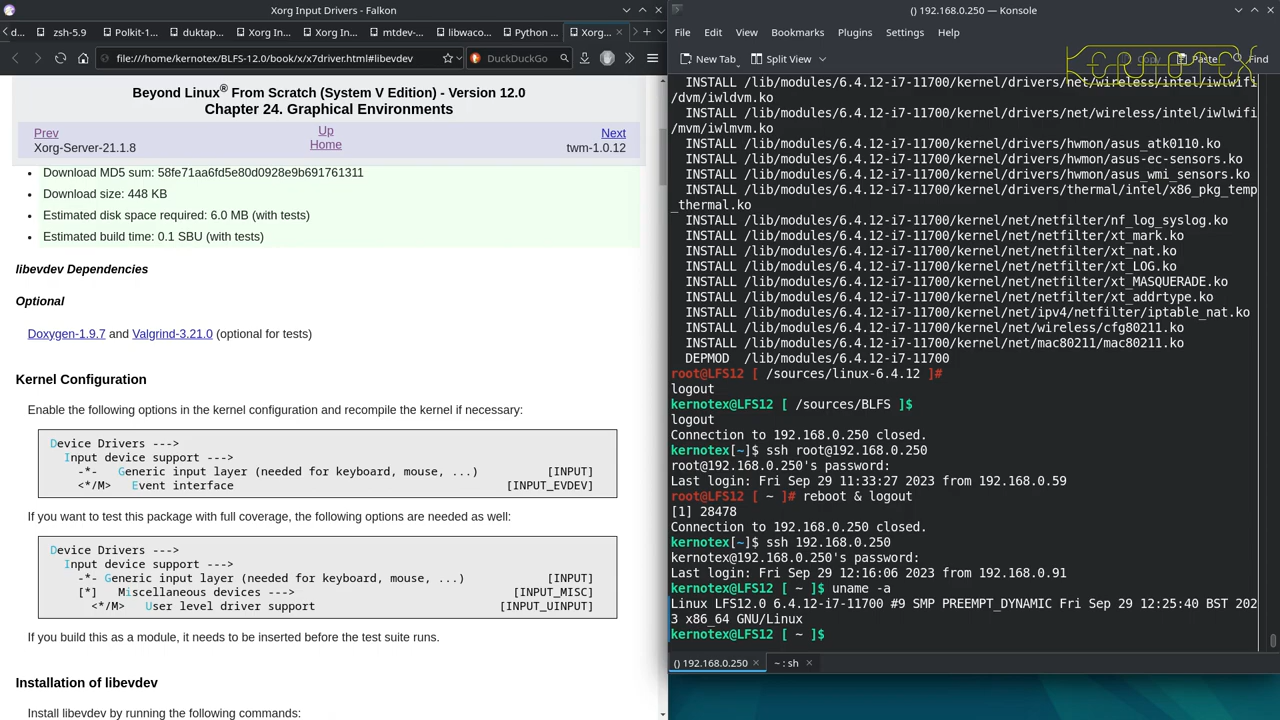 Xorg Input Drivers - Falkon
d...
zsh-5.9
Polkit-1...
duktap...
Xorg In...
Xorg In...
mtdev-...
libwaco...
Python ...
Xorg...
file:///home/kernotex/BLFS-12.0/book/x/x7driver.html#libevdev
DuckDuckGo
Beyond Linux® From Scratch (System V Edition) - Version 12.0
Chapter 24. Graphical Environments
Prev Up Next
Xorg-Server-21.1.8 Home twm-1.0.12
• Download MD5 sum: 58fe71aa6fd5e80d0928e9b691761311
• Download size: 448 KB
• Estimated disk space required: 6.0 MB (with tests)
• Estimated build time: 0.1 SBU (with tests)
libevdev Dependencies
Optional
Doxygen-1.9.7 and Valgrind-3.21.0 (optional for tests)
Kernel Configuration
Enable the following options in the kernel configuration and recompile the kernel if necessary:
Device Drivers --->
Input device support --->
-*- Generic input layer (needed for keyboard, mouse, ...) [INPUT]
<*/M> Event interface [INPUT_EVDEV]
If you want to test this package with full coverage, the following options are needed as well:
Device Drivers --->
Input device support --->
-*- Generic input layer (needed for keyboard, mouse, ...) [INPUT]
[*] Miscellaneous devices ---> [INPUT_MISC]
<*/M> User level driver support [INPUT_UINPUT]
If you build this as a module, it needs to be inserted before the test suite runs.
Installation of libevdev
Install libevdev by running the following commands:
() 192.168.0.250 — Konsole
File Edit View Bookmarks Plugins Settings Help
New Tab Split View Copy Paste Find
KERNOTEX
INSTALL /lib/modules/6.4.12-i7-11700/kernel/drivers/net/wireless/intel/iwlwifi
/dvm/iwldvm.ko
INSTALL /lib/modules/6.4.12-i7-11700/kernel/drivers/net/wireless/intel/iwlwifi
/mvm/iwlmvm.ko
INSTALL /lib/modules/6.4.12-i7-11700/kernel/drivers/hwmon/asus_atk0110.ko
INSTALL /lib/modules/6.4.12-i7-11700/kernel/drivers/hwmon/asus-ec-sensors.ko
INSTALL /lib/modules/6.4.12-i7-11700/kernel/drivers/hwmon/asus_wmi_sensors.ko
INSTALL /lib/modules/6.4.12-i7-11700/kernel/drivers/thermal/intel/x86_pkg_temp
_thermal.ko
INSTALL /lib/modules/6.4.12-i7-11700/kernel/net/netfilter/nf_log_syslog.ko
INSTALL /lib/modules/6.4.12-i7-11700/kernel/net/netfilter/xt_mark.ko
INSTALL /lib/modules/6.4.12-i7-11700/kernel/net/netfilter/xt_nat.ko
INSTALL /lib/modules/6.4.12-i7-11700/kernel/net/netfilter/xt_LOG.ko
INSTALL /lib/modules/6.4.12-i7-11700/kernel/net/netfilter/xt_MASQUERADE.ko
INSTALL /lib/modules/6.4.12-i7-11700/kernel/net/netfilter/xt_addrtype.ko
INSTALL /lib/modules/6.4.12-i7-11700/kernel/net/ipv4/netfilter/iptable_nat.ko
INSTALL /lib/modules/6.4.12-i7-11700/kernel/net/wireless/cfg80211.ko
INSTALL /lib/modules/6.4.12-i7-11700/kernel/net/mac80211/mac80211.ko
DEPMOD /lib/modules/6.4.12-i7-11700
root@LFS12 [ /sources/linux-6.4.12 ]#
logout
kernotex@LFS12 [ /sources/BLFS ]$
logout
Connection to 192.168.0.250 closed.
kernotex[~]$ ssh root@192.168.0.250
root@192.168.0.250's password:
Last login: Fri Sep 29 11:33:27 2023 from 192.168.0.59
root@LFS12 [ ~ ]# reboot & logout
[1] 28478
Connection to 192.168.0.250 closed.
kernotex[~]$ ssh 192.168.0.250
kernotex@192.168.0.250's password:
Last login: Fri Sep 29 12:16:06 2023 from 192.168.0.91
kernotex@LFS12 [ ~ ]$ uname -a
Linux LFS12.0 6.4.12-i7-11700 #9 SMP PREEMPT_DYNAMIC Fri Sep 29 12:25:40 BST 202
3 x86_64 GNU/Linux
kernotex@LFS12 [ ~ ]$
() 192.168.0.250
~ : sh